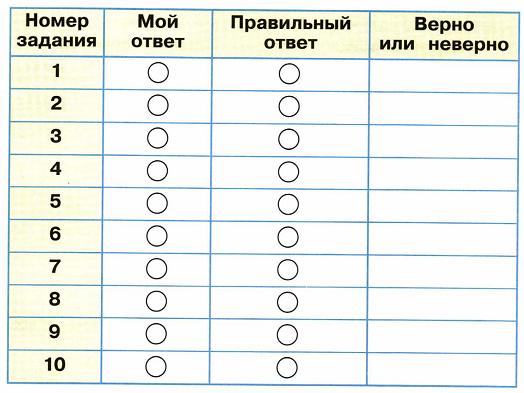 Номер задания
Мой ответ
Правильный ответ
Верно или неверно
1
2
3
4
5
6
7
8
9
10